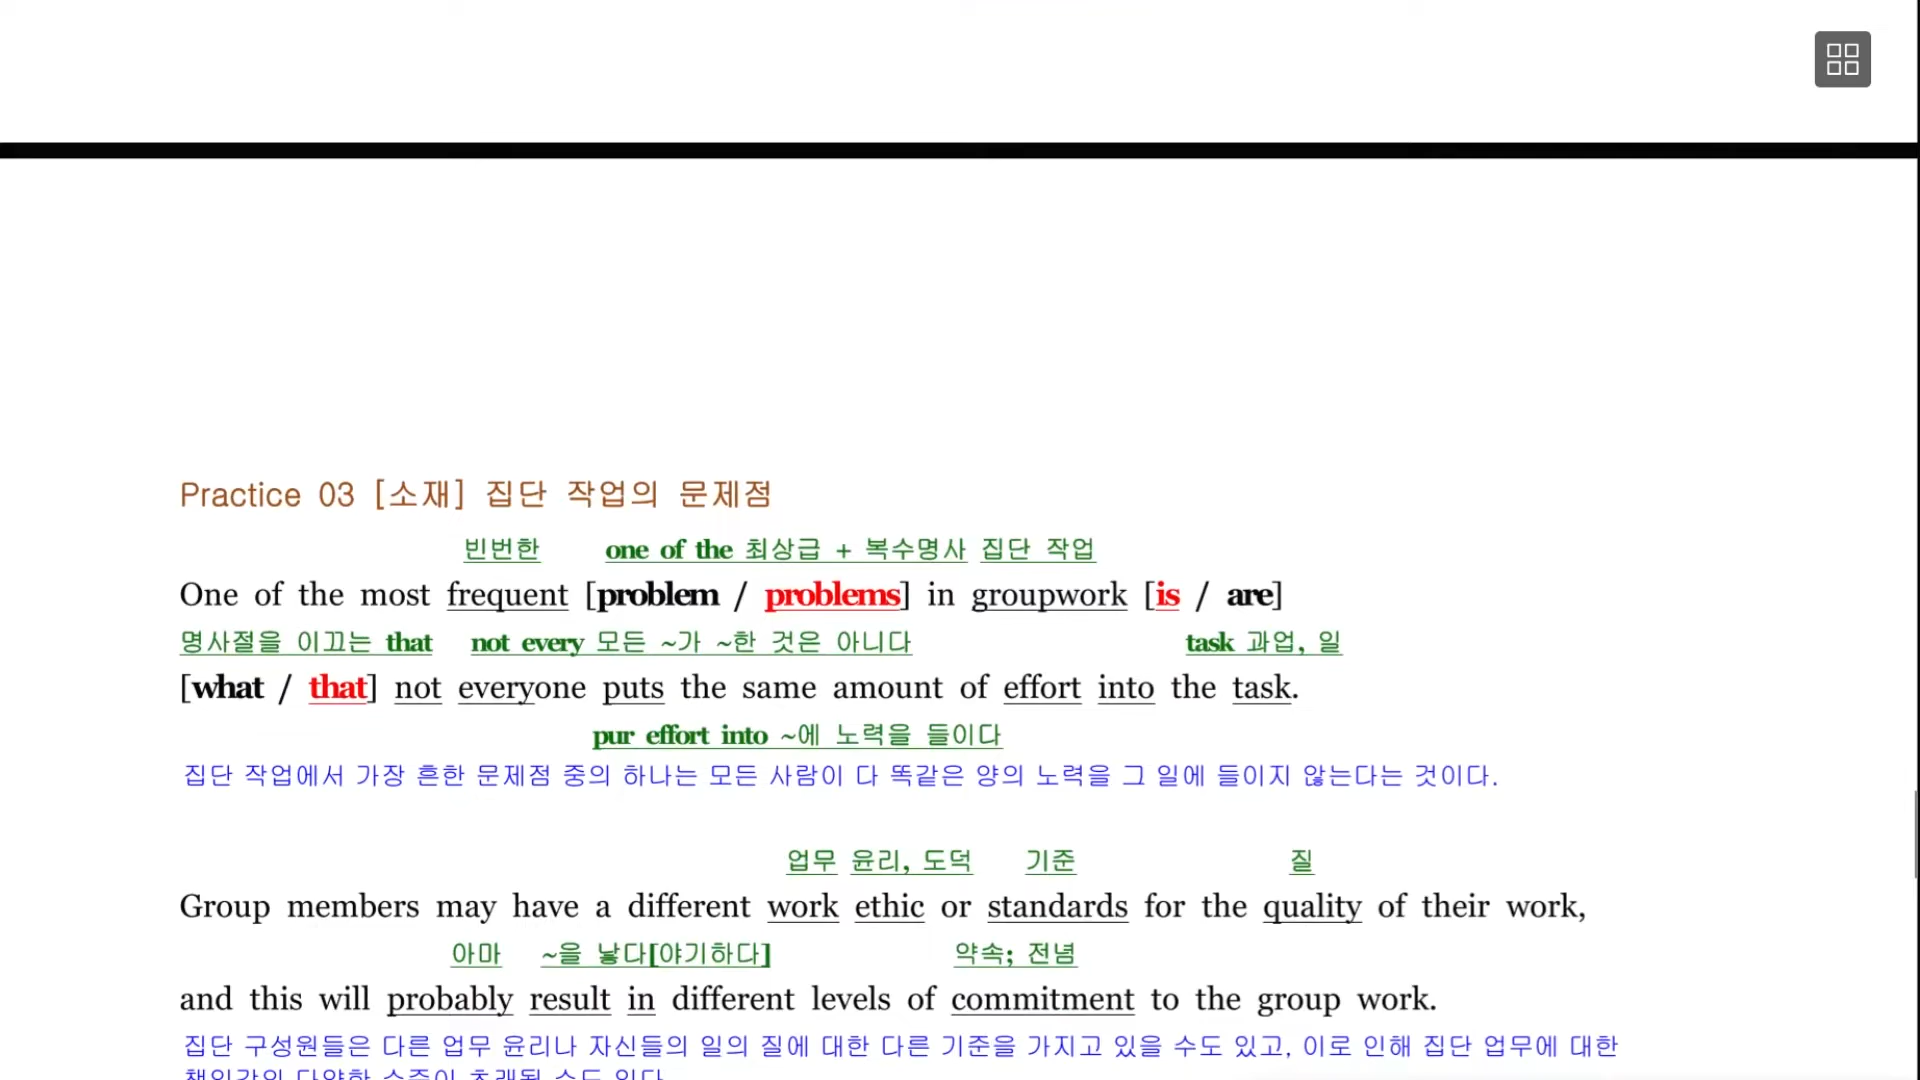 Practice 03 [소재] 집단 작업의 문제점
빈번한 one of the 최상급 + 복수명사 집단 작업
One of the most frequent [problem / problems] in groupwork [is / are]
명사절을 이끄는 that not every 모든 ~가 ~한 것은 아니다 task 과업, 일
[what / that] not everyone puts the same amount of effort into the task.
pur effort into ~에 노력을 들이다
집단 작업에서 가장 흔한 문제점 중의 하나는 모든 사람이 다 똑같은 양의 노력을 그 일에 들이지 않는다는 것이다.
업무 윤리, 도덕 기준 질
Group members may have a different work ethic or standards for the quality of their work,
아마 ~을 낳다[야기하다] 약속; 전념
and this will probably result in different levels of commitment to the group work.
집단 구성원들은 다른 업무 윤리나 자신들의 일의 질에 대한 다른 기준을 가지고 있을 수도 있고, 이로 인해 집단 업무에 대한